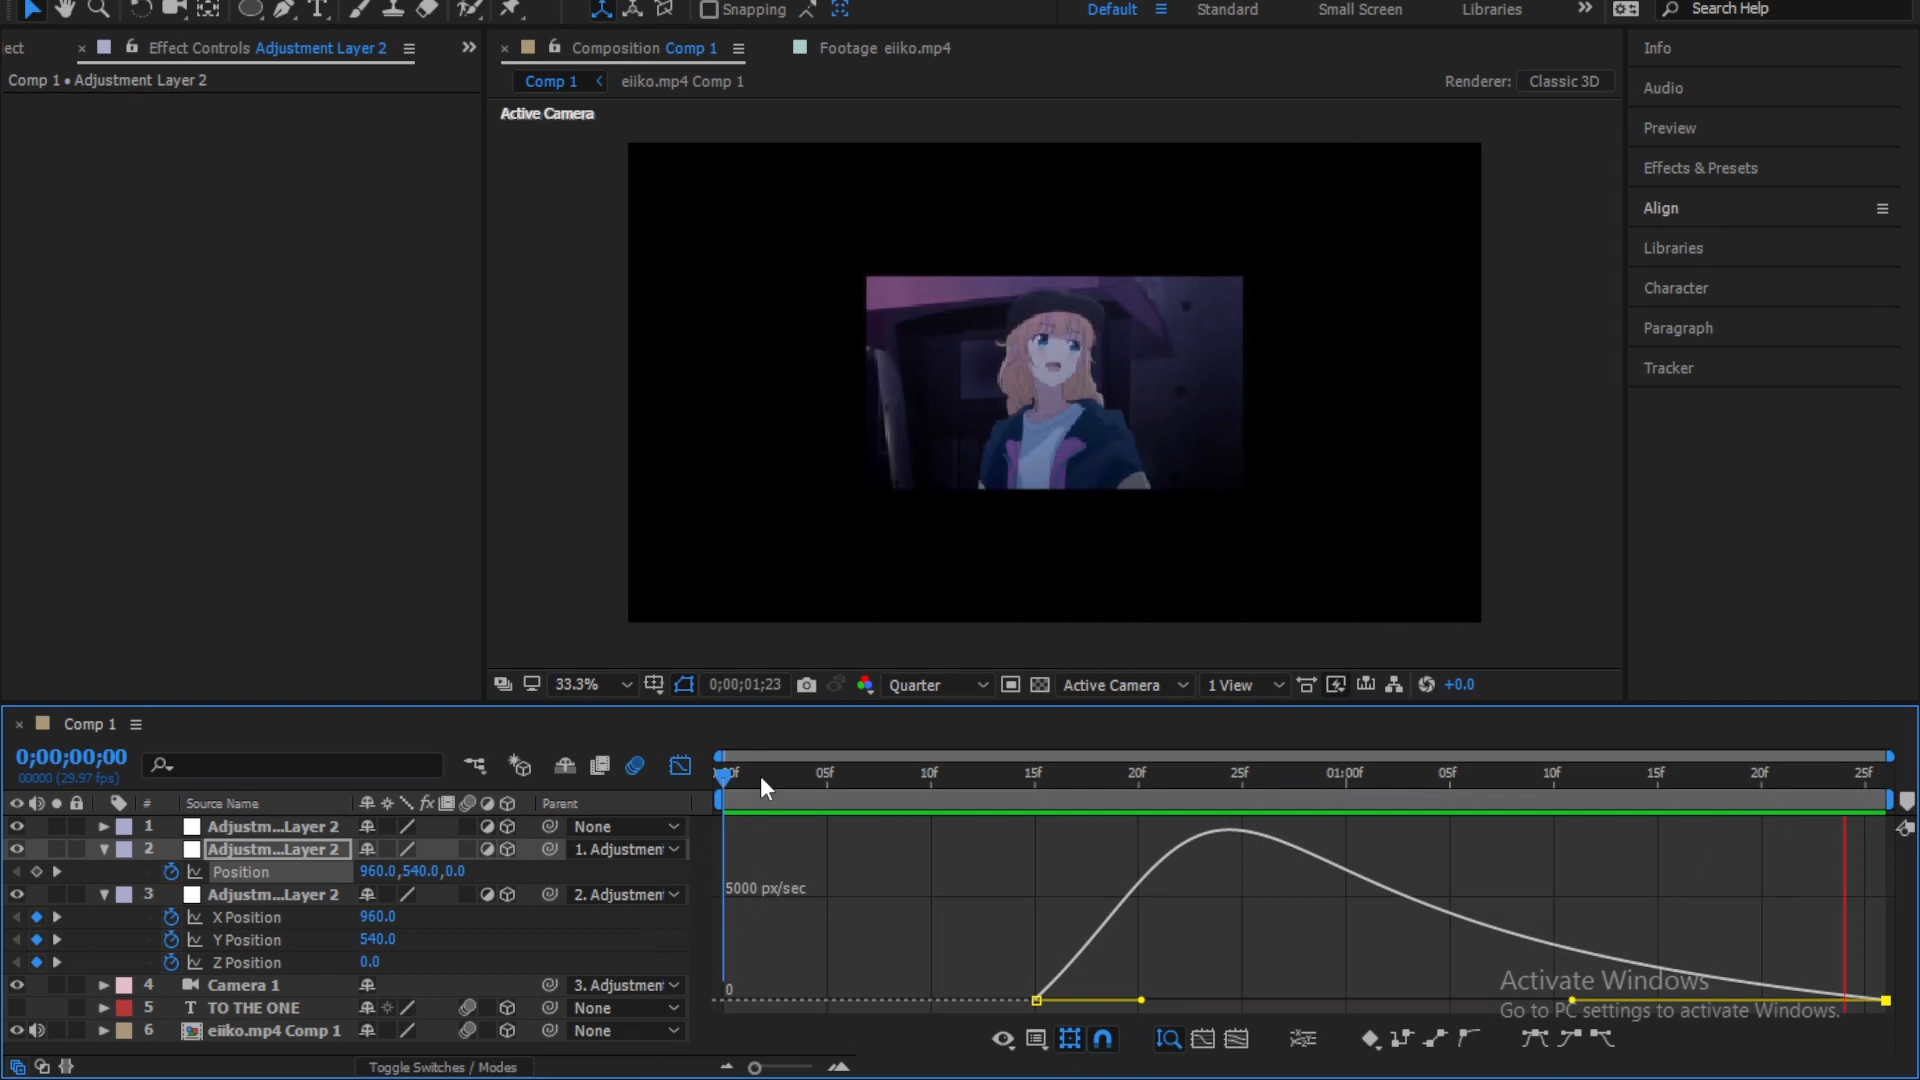 Snapping
Default
Standard
Small Screen
Libraries
Search Help
ect
Effect Controls Adjustment Layer 2
Composition Comp 1
Footage eiiko.mp4
Comp 1 • Adjustment Layer 2
Comp 1
eiiko.mp4 Comp 1
Renderer:
Classic 3D
Active Camera
Info
Audio
Preview
Effects & Presets
Align
Libraries
Character
Paragraph
Tracker
33.3%
0;00;01;23
Quarter
Active Camera
1 View
+0.0
Comp 1
0;00;00;00
00000 (29.97 fps)
05f
10f
15f
20f
25f
01:00f
05f
10f
15f
20f
25f
# Source Name
fx
Parent
1 Adjustm...Layer 2 None
2 Adjustm...Layer 2 1. Adjustment
Position 960.0,540.0,0.0
3 Adjustm...Layer 2 2. Adjustment
X Position 960.0
Y Position 540.0
Z Position 0.0
4 Camera 1 3. Adjustment
5 T TO THE ONE None
6 eiiko.mp4 Comp 1 None
5000 px/sec
0
Activate Windows
Go to PC settings to activate Windows.
Toggle Switches / Modes